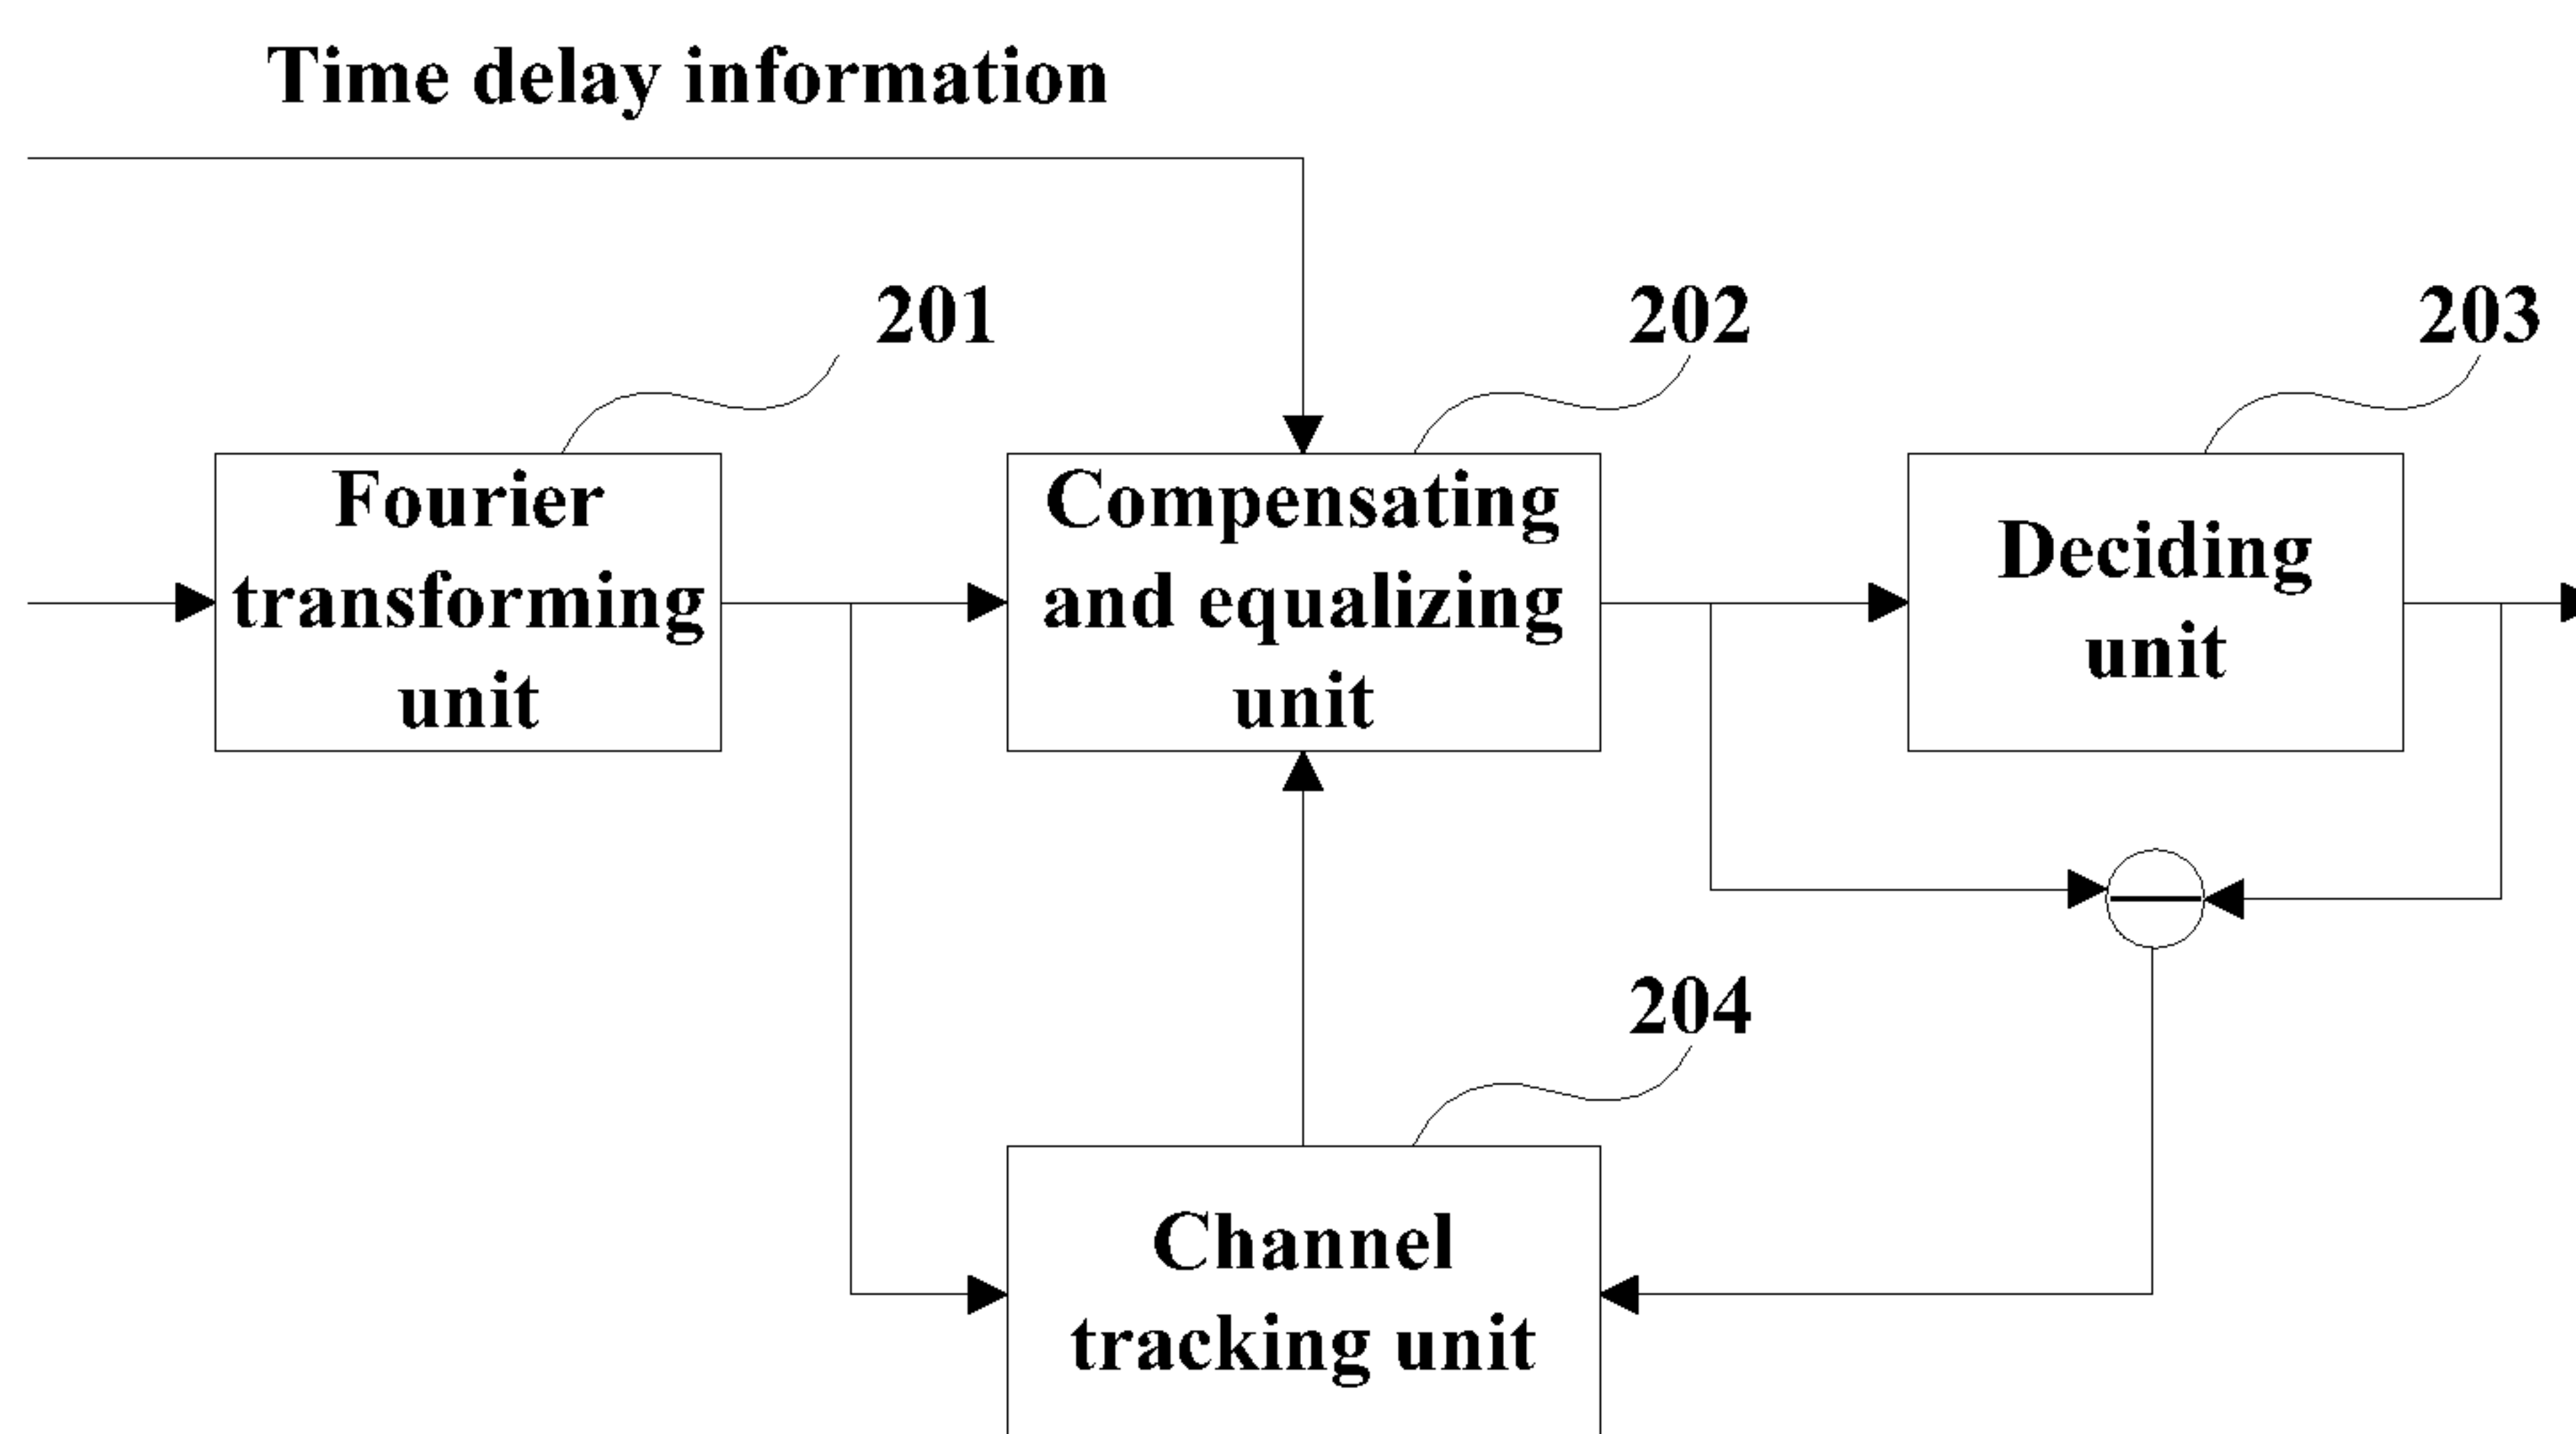 Time delay information
201
202
203
Fourier
transforming
unit
Compensating
and equalizing
unit
Deciding
unit
204
Channel
tracking unit